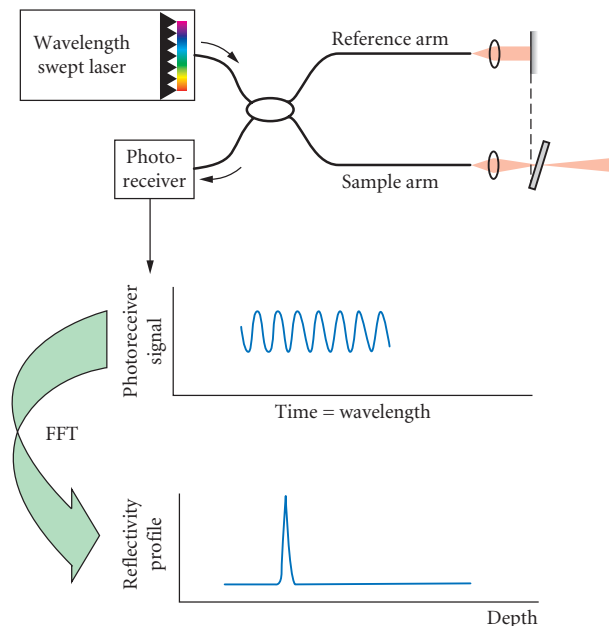 Wavelength
swept laser
Reference arm
Photo-
receiver
Sample arm
Photoreceiver
signal
Time = wavelength
FFT
Reflectivity
profile
Depth